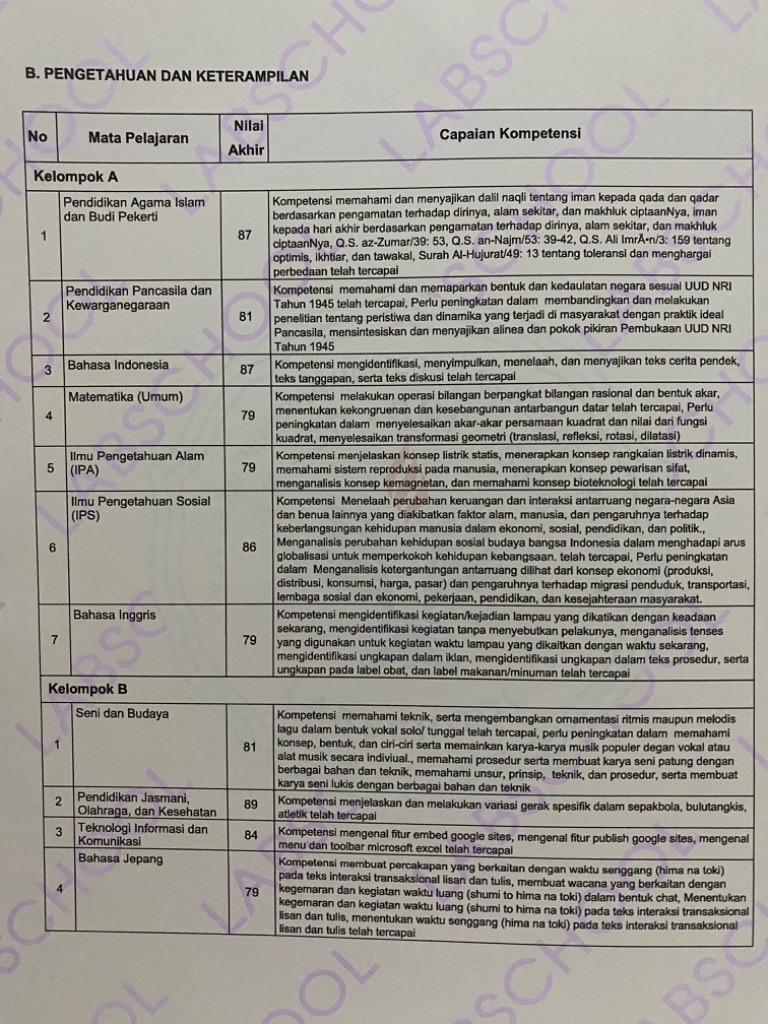 B. PENGETAHUAN DAN KETERAMPILAN
No
Mata Pelajaran
Nilai
Akhir
Capaian Kompetensi
Kelompok A
1
Pendidikan Agama Islam
dan Budi Pekerti
87
Kompetensi memahami dan menyajikan dalil naqli tentang iman kepada qada dan qadar
berdasarkan pengamatan terhadap dirinya, alam sekitar, dan makhluk ciptaanNya, iman
kepada hari akhir berdasarkan pengamatan terhadap dirinya, alam sekitar, dan makhluk
ciptaanNya, Q.S. az-Zumar/39: 53, Q.S. an-Najm/53: 39-42, Q.S. Ali ImrÄ•n/3: 159 tentang
optimis, ikhtiar, dan tawakal, Surah Al-Hujurat/49: 13 tentang toleransi dan menghargai
perbedaan telah tercapai
2
Pendidikan Pancasila dan
Kewarganegaraan
81
Kompetensi memahami dan memaparkan bentuk dan kedaulatan negara sesuai UUD NRI
Tahun 1945 telah tercapai, Perlu peningkatan dalam membandingkan dan melakukan
penelitian tentang peristiwa dan dinamika yang terjadi di masyarakat dengan praktik ideal
Pancasila, mensintesiskan dan menyajikan alinea dan pokok pikiran Pembukaan UUD NRI
Tahun 1945
3
Bahasa Indonesia
87
Kompetensi mengidentifikasi, menyimpulkan, menelaah, dan menyajikan teks cerita pendek,
teks tanggapan, serta teks diskusi telah tercapai
4
Matematika (Umum)
79
Kompetensi melakukan operasi bilangan berpangkat bilangan rasional dan bentuk akar,
menentukan kekongruenan dan kesebangunan antarbangun datar telah tercapai, Perlu
peningkatan dalam menyelesaikan akar-akar persamaan kuadrat dan nilai dari fungsi
kuadrat, menyelesaikan transformasi geometri (translasi, refleksi, rotasi, dilatasi)
5
Ilmu Pengetahuan Alam
(IPA)
79
Kompetensi menjelaskan konsep listrik statis, menerapkan konsep rangkaian listrik dinamis,
memahami sistem reproduksi pada manusia, menerapkan konsep pewarisan sifat,
menganalisis konsep kemagnetan, dan memahami konsep bioteknologi telah tercapai
6
Ilmu Pengetahuan Sosial
(IPS)
86
Kompetensi Menelaah perubahan keruangan dan interaksi antarruang negara-negara Asia
dan benua lainnya yang diakibatkan faktor alam, manusia, dan pengaruhnya terhadap
keberlangsungan kehidupan manusia dalam ekonomi, sosial, pendidikan, dan politik.,
Menganalisis perubahan kehidupan sosial budaya bangsa Indonesia dalam menghadapi arus
globalisasi untuk memperkokoh kehidupan kebangsaan. telah tercapai, Perlu peningkatan
dalam Menganalisis ketergantungan antarruang dilihat dari konsep ekonomi (produksi,
distribusi, konsumsi, harga, pasar) dan pengaruhnya terhadap migrasi penduduk, transportasi,
lembaga sosial dan ekonomi, pekerjaan, pendidikan, dan kesejahteraan masyarakat.
7
Bahasa Inggris
79
Kompetensi mengidentifikasi kegiatan/kejadian lampau yang dikatikan dengan keadaan
sekarang, mengidentifikasi kegiatan tanpa menyebutkan pelakunya, menganalisis tenses
yang digunakan untuk kegiatan waktu lampau yang dikaitkan dengan waktu sekarang,
mengidentifikasi ungkapan dalam iklan, mengidentifikasi ungkapan dalam teks prosedur, serta
ungkapan pada label obat, dan label makanan/minuman telah tercapai
Kelompok B
1
Seni dan Budaya
81
Kompetensi memahami teknik, serta mengembangkan ornamentasi ritmis maupun melodis
lagu dalam bentuk vokal solo/ tunggal telah tercapai, perlu peningkatan dalam memahami
konsep, bentuk, dan ciri-ciri serta memainkan karya-karya musik populer degan vokal atau
alat musik secara indiviual., memahami prosedur serta membuat karya seni patung dengan
berbagai bahan dan teknik, memahami unsur, prinsip, teknik, dan prosedur, serta membuat
karya seni lukis dengan berbagai bahan dan teknik
2
Pendidikan Jasmani,
Olahraga, dan Kesehatan
89
Kompetensi menjelaskan dan melakukan variasi gerak spesifik dalam sepakbola, bulutangkis,
atletik telah tercapai
3
Teknologi Informasi dan
Komunikasi
84
Kompetensi mengenal fitur embed google sites, mengenal fitur publish google sites, mengenal
menu dan toolbar microsoft excel telah tercapai
4
Bahasa Jepang
79
Kompetensi membuat percakapan yang berkaitan dengan waktu senggang (hima na toki)
pada teks interaksi transaksional lisan dan tulis, membuat wacana yang berkaitan dengan
kegemaran dan kegiatan waktu luang (shumi to hima na toki) dalam bentuk chat, Menentukan
kegemaran dan kegiatan waktu luang (shumi to hima na toki) pada teks interaksi transaksional
lisan dan tulis, menentukan waktu senggang (hima na toki) pada teks interaksi transaksional
lisan dan tulis telah tercapai
LABSCHOOL